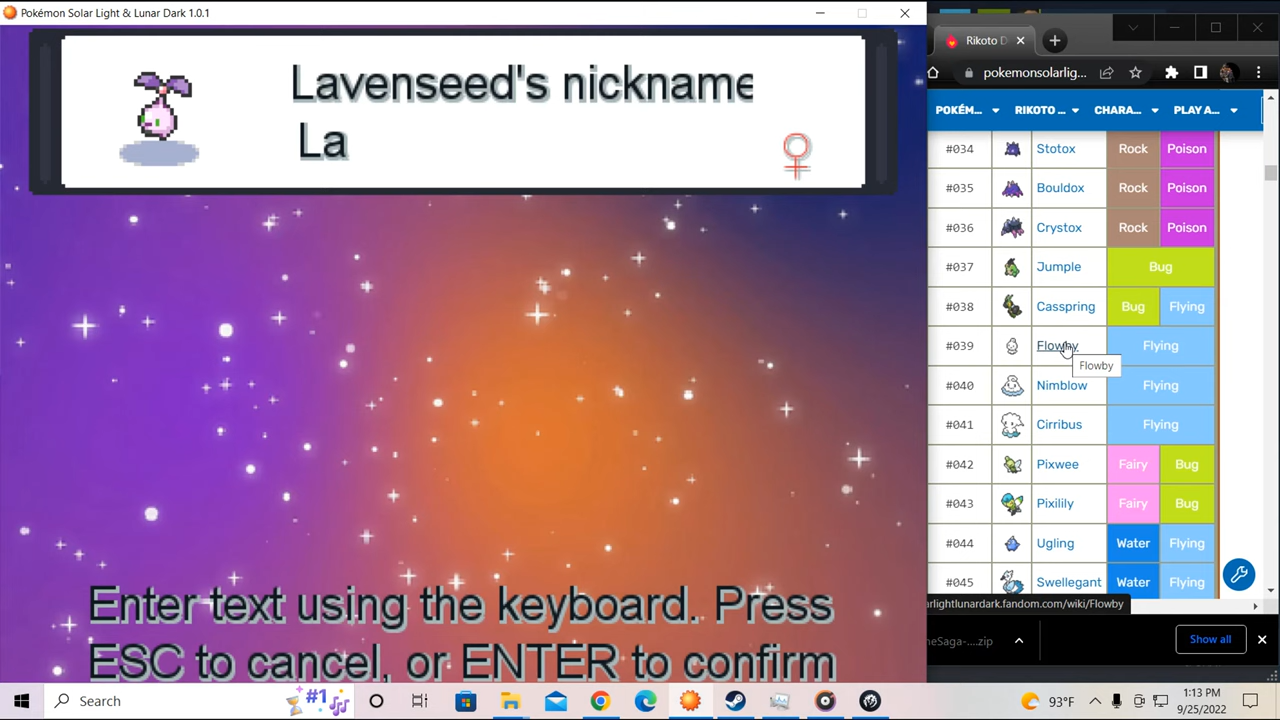 Pokémon Solar Light & Lunar Dark 1.0.1
Lavenseed's nickname
La
Enter text using the keyboard. Press
ESC to cancel, or ENTER to confirm
Rikoto D
pokemonsolarlig...
POKÉM...
RIKOTO ...
CHARA...
PLAY A...
#034 Stotox Rock Poison
#035 Bouldox Rock Poison
#036 Crystox Rock Poison
#037 Jumple Bug
#038 Casspring Bug Flying
#039 Flowby Flying
Flowby
#040 Nimblow Flying
#041 Cirribus Flying
#042 Pixwee Fairy Bug
#043 Pixilily Fairy Bug
#044 Ugling Water Flying
#045 Swellegant Water Flying
arlightlunardark.fandom.com/wiki/Flowby
neSaga-....zip
Show all
Search
#1
93°F
1:13 PM
9/25/2022